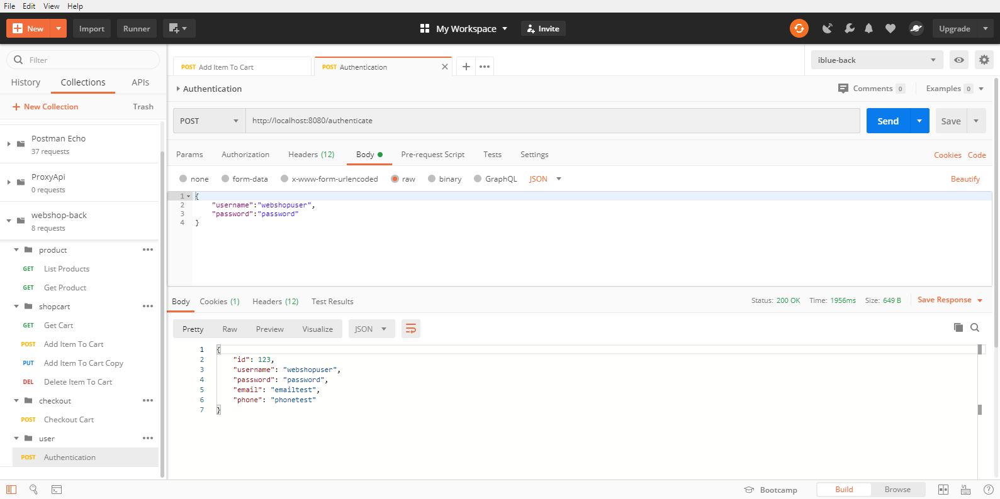 File Edit View Help
New Import Runner My Workspace Invite Upgrade
Filter
History Collections APIs
New Collection Trash
Postman Echo
37 requests
ProxyApi
0 requests
webshop-back
8 requests
product
GET List Products
GET Get Product
shopcart
GET Get Cart
POST Add Item To Cart
PUT Add Item To Cart Copy
DEL Delete Item To Cart
checkout
POST Checkout Cart
user
POST Authentication
POST Add Item To Cart POST Authentication iblue-back
Authentication Comments 0 Examples 0
POST http://localhost:8080/authenticate Send Save
Params Authorization Headers (12) Body Pre-request Script Tests Settings Cookies Code
none form-data x-www-form-urlencoded raw binary GraphQL JSON Beautify
1 {
2 "username":"webshopuser",
3 "password":"password"
4 }
Body Cookies (1) Headers (12) Test Results Status: 200 OK Time: 1956ms Size: 649 B Save Response
Pretty Raw Preview Visualize JSON
1 {
2 "id": 123,
3 "username": "webshopuser",
4 "password": "password",
5 "email": "emailtest",
6 "phone": "phonetest"
7 }
Bootcamp Build Browse